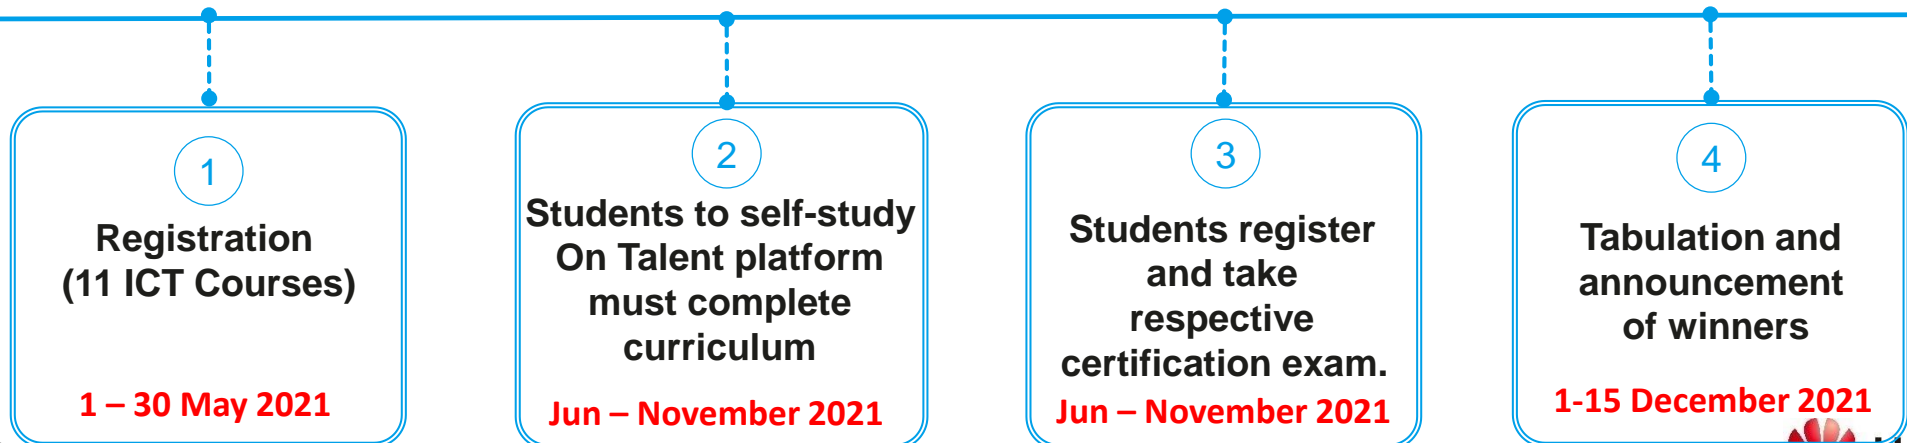 1
Registration
(11 ICT Courses)
1 – 30 May 2021
2
Students to self-study
On Talent platform
must complete
curriculum
Jun – November 2021
3
Students register
and take
respective
certification exam.
Jun – November 2021
4
Tabulation and
announcement
of winners
1-15 December 2021